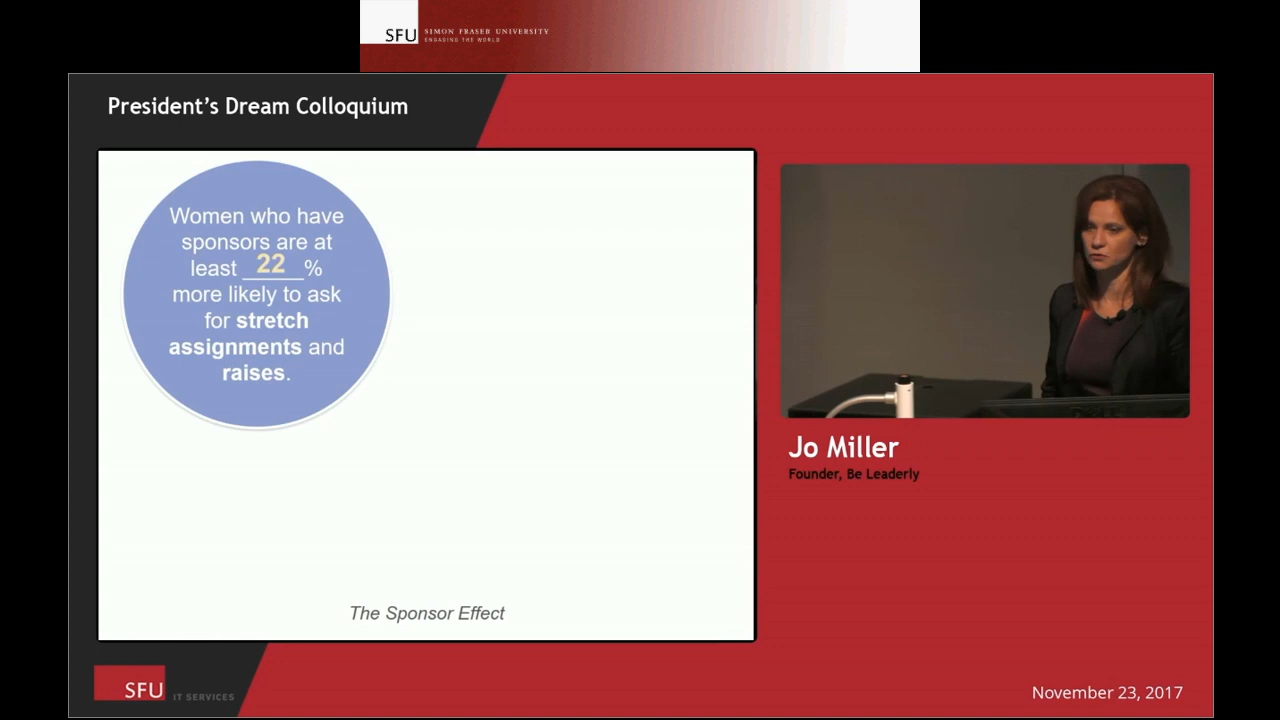 SFU SIMON FRASER UNIVERSITY
ENGAGING THE WORLD
President's Dream Colloquium
Women who have
sponsors are at
least 22%
more likely to ask
for stretch
assignments and
raises.
The Sponsor Effect
Jo Miller
Founder, Be Leaderly
SFU IT SERVICES
November 23, 2017